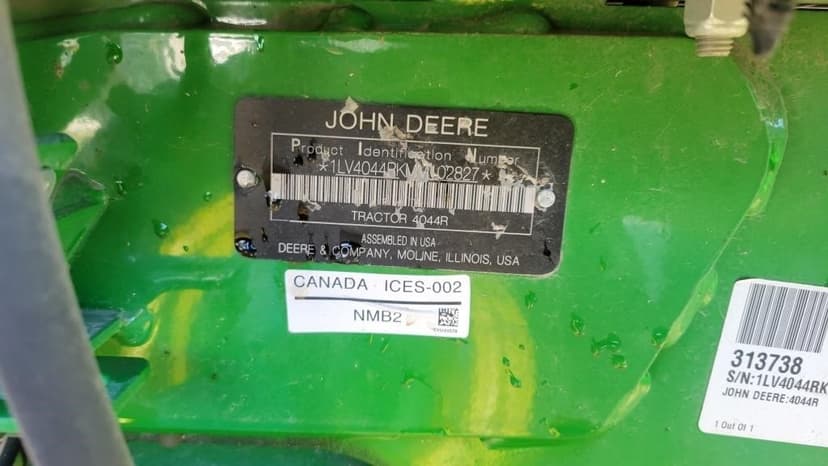 JOHN DEERE
Product Identification Number
TRACTOR 4044R
ASSEMBLED IN USA
DEERE & COMPANY, MOLINE, ILLINOIS, USA
CANADA ICES-002
NMB2
313738
S/N:1LV4044RK
JOHN DEERE:4044R
1 Out Of 1